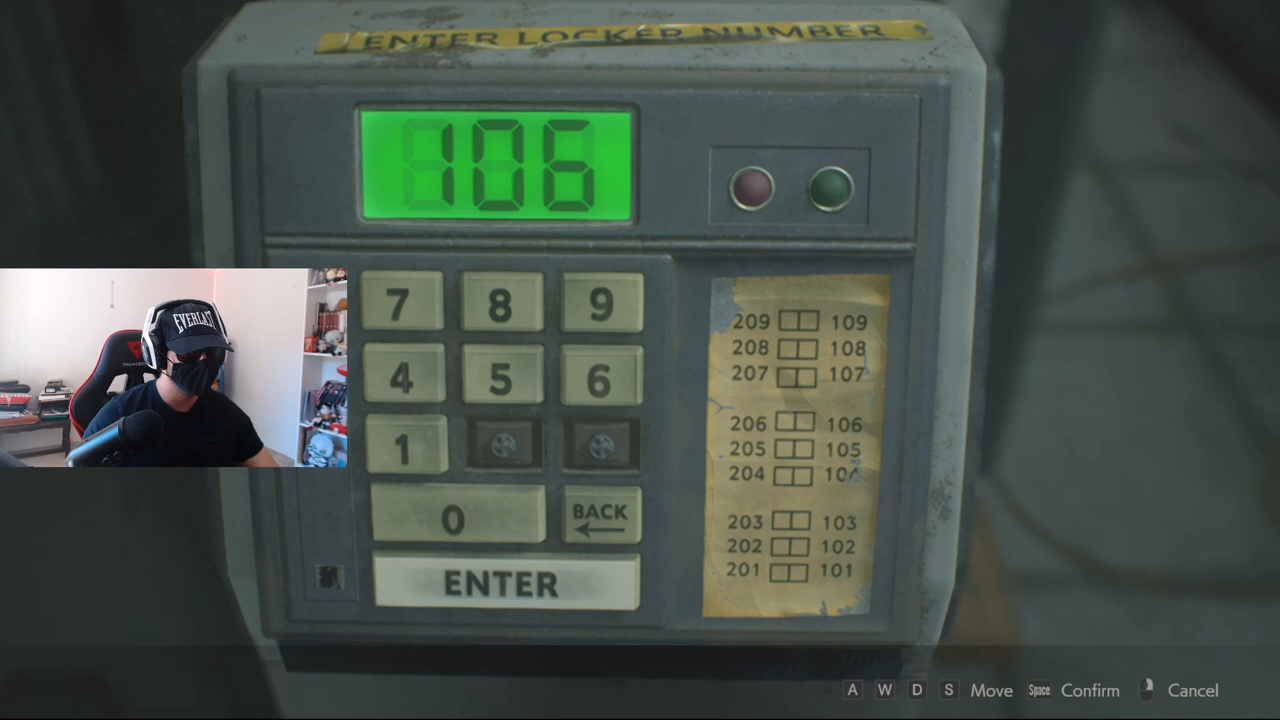 ENTER LOCKER NUMBER
106
7 8 9
4 5 6
1
0 BACK
ENTER
209 109
208 108
207 107
206 106
205 105
204 104
203 103
202 102
201 101
EVERLAST
A W D S Move Space Confirm Cancel